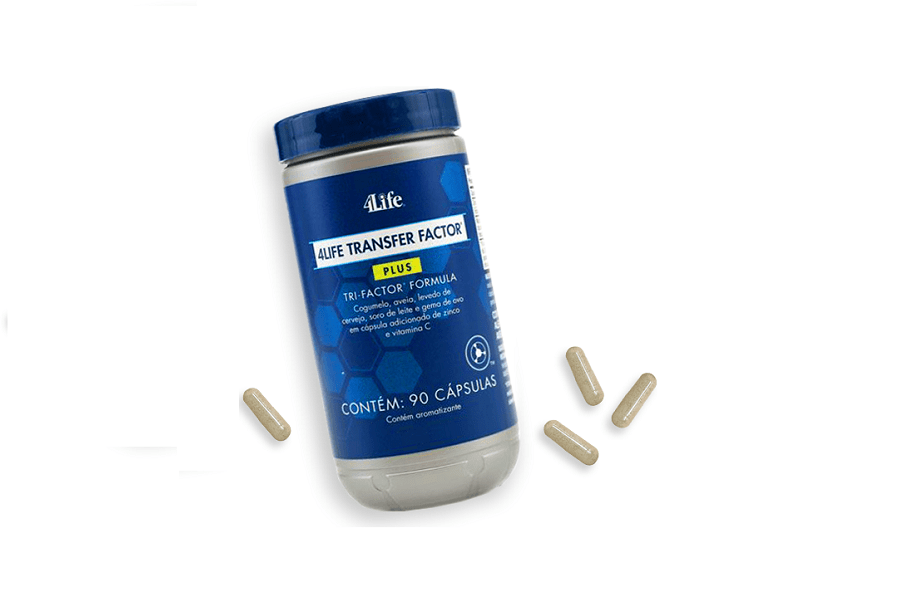 4Life
4LIFE TRANSFER FACTOR®
PLUS
TRI-FACTOR® FORMULA
Cogumelo, aveia, levedo de
cerveja, soro de leite e gema de ovo
em cápsula adicionado de zinco
e vitamina C
TM
CONTÉM: 90 CÁPSULAS
Contém aromatizante